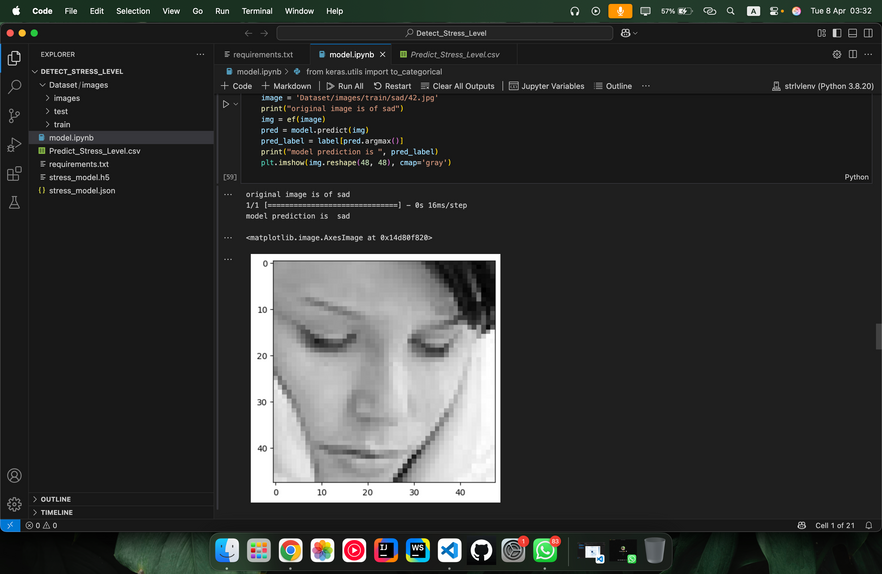 Code File Edit Selection View Go Run Terminal Window Help 57% A Tue 8 Apr 03:32
Detect_Stress_Level
EXPLORER
requirements.txt model.ipynb Predict_Stress_Level.csv
DETECT_STRESS_LEVEL
Dataset/images
images
test
train
model.ipynb
Predict_Stress_Level.csv
requirements.txt
stress_model.h5
stress_model.json
OUTLINE
TIMELINE
model.ipynb > from keras.utils import to_categorical
+ Code + Markdown Run All Restart Clear All Outputs Jupyter Variables Outline ... strlvlenv (Python 3.8.20)
image = 'Dataset/images/train/sad/42.jpg'
print("original image is of sad")
img = ef(image)
pred = model.predict(img)
pred_label = label[pred.argmax()]
print("model prediction is ", pred_label)
plt.imshow(img.reshape(48, 48), cmap='gray')
[59] Python
original image is of sad
1/1 [==============================] - 0s 16ms/step
model prediction is  sad
<matplotlib.image.AxesImage at 0x14d80f820>
0
10
20
30
40
0 10 20 30 40
0 0 Cell 1 of 21
IJ WS 1 83